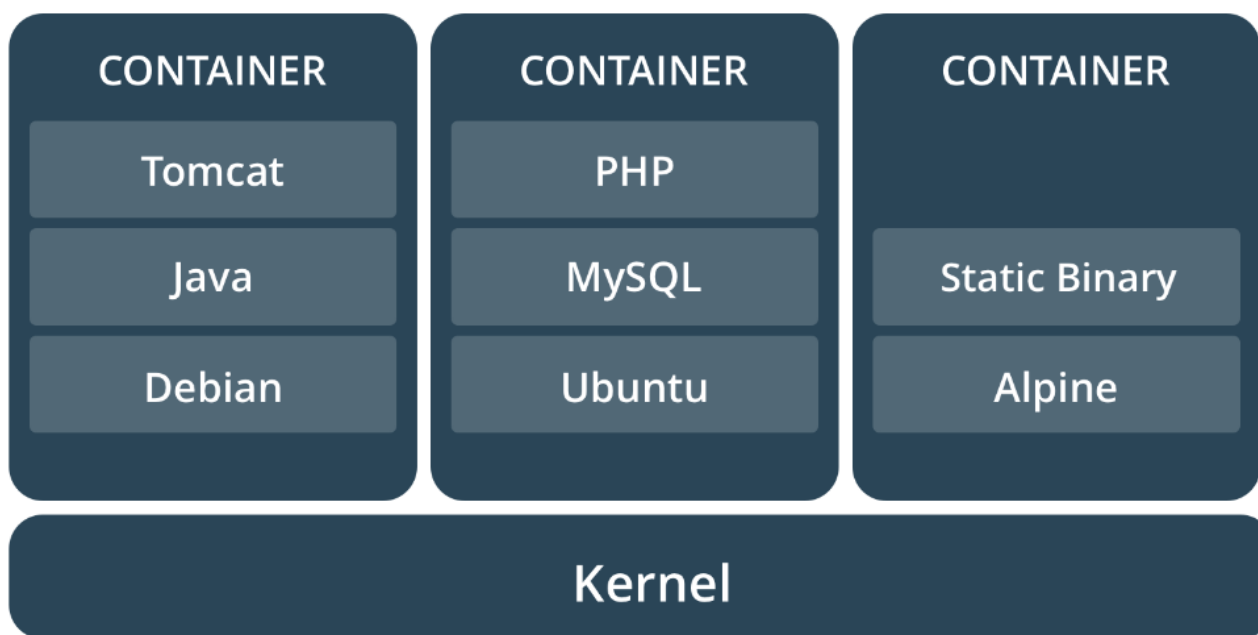 CONTAINER
Tomcat
Java
Debian
CONTAINER
PHP
MySQL
Ubuntu
CONTAINER
Static Binary
Alpine
Kernel